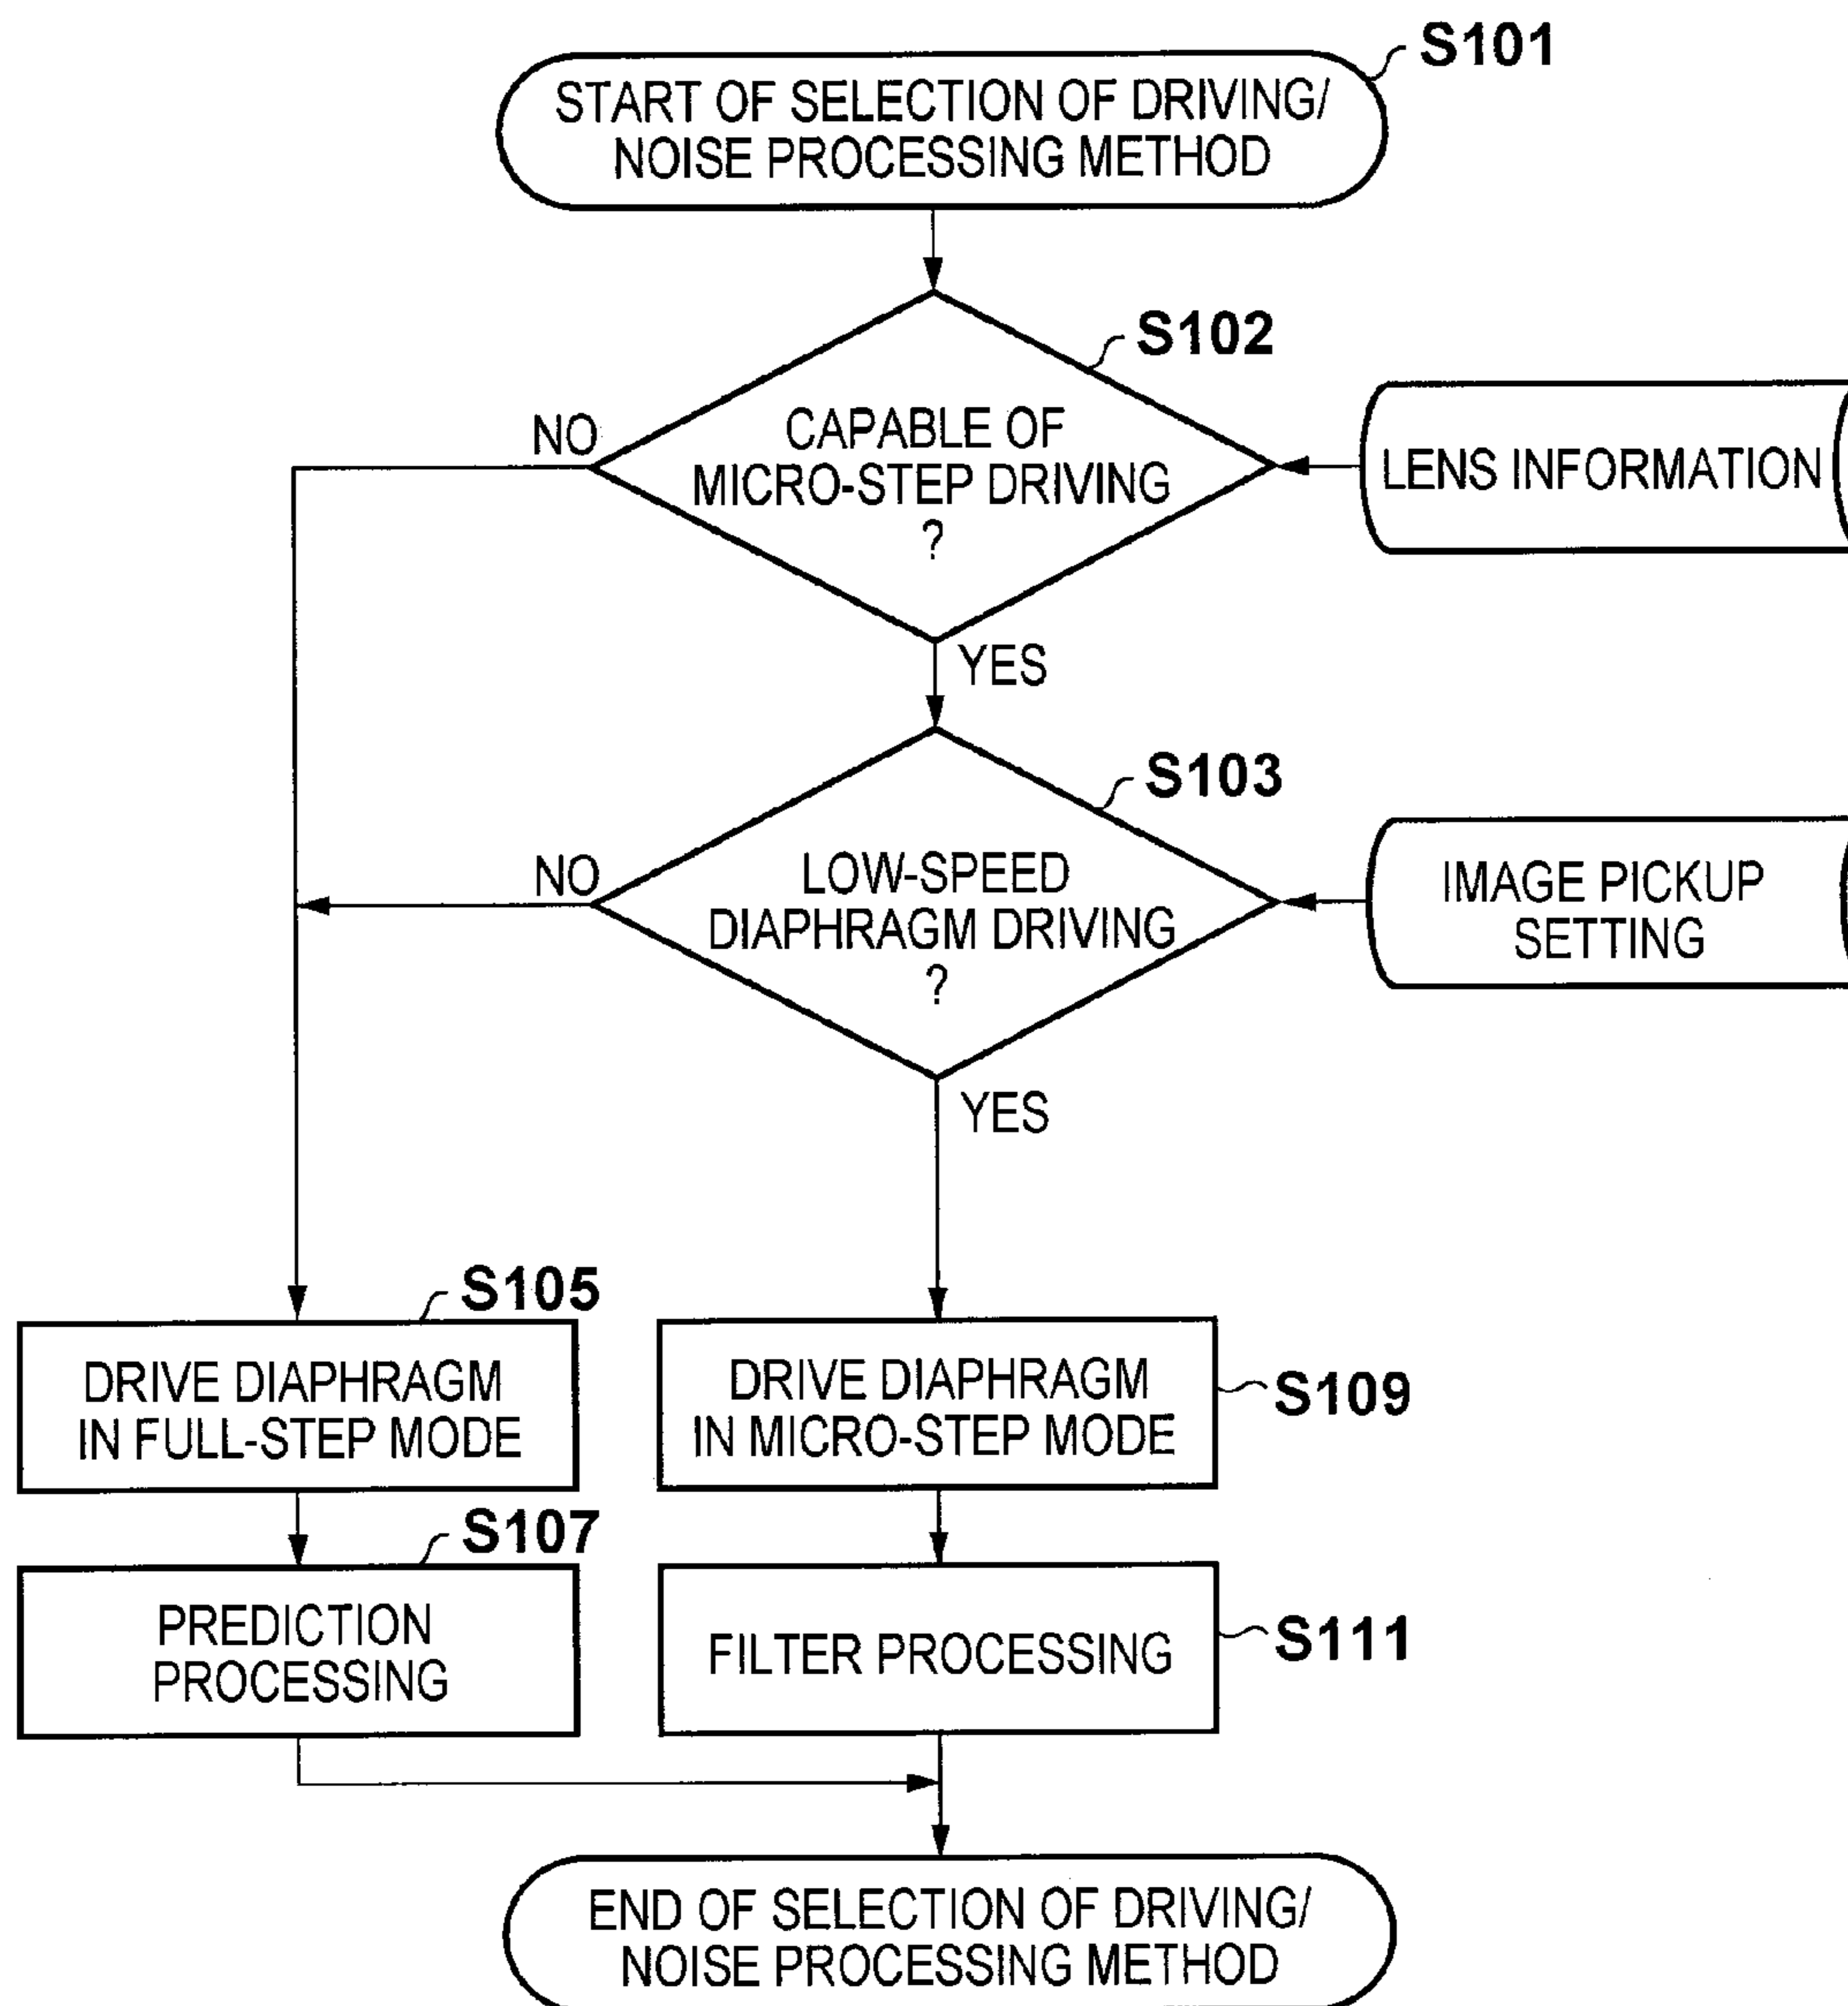 S101
START OF SELECTION OF DRIVING/
NOISE PROCESSING METHOD
S102
NO
CAPABLE OF
MICRO-STEP DRIVING
?
LENS INFORMATION
YES
S103
NO
LOW-SPEED
DIAPHRAGM DRIVING
?
IMAGE PICKUP
SETTING
YES
S105
DRIVE DIAPHRAGM
IN FULL-STEP MODE
DRIVE DIAPHRAGM
IN MICRO-STEP MODE
S109
S107
PREDICTION
PROCESSING
FILTER PROCESSING
S111
END OF SELECTION OF DRIVING/
NOISE PROCESSING METHOD